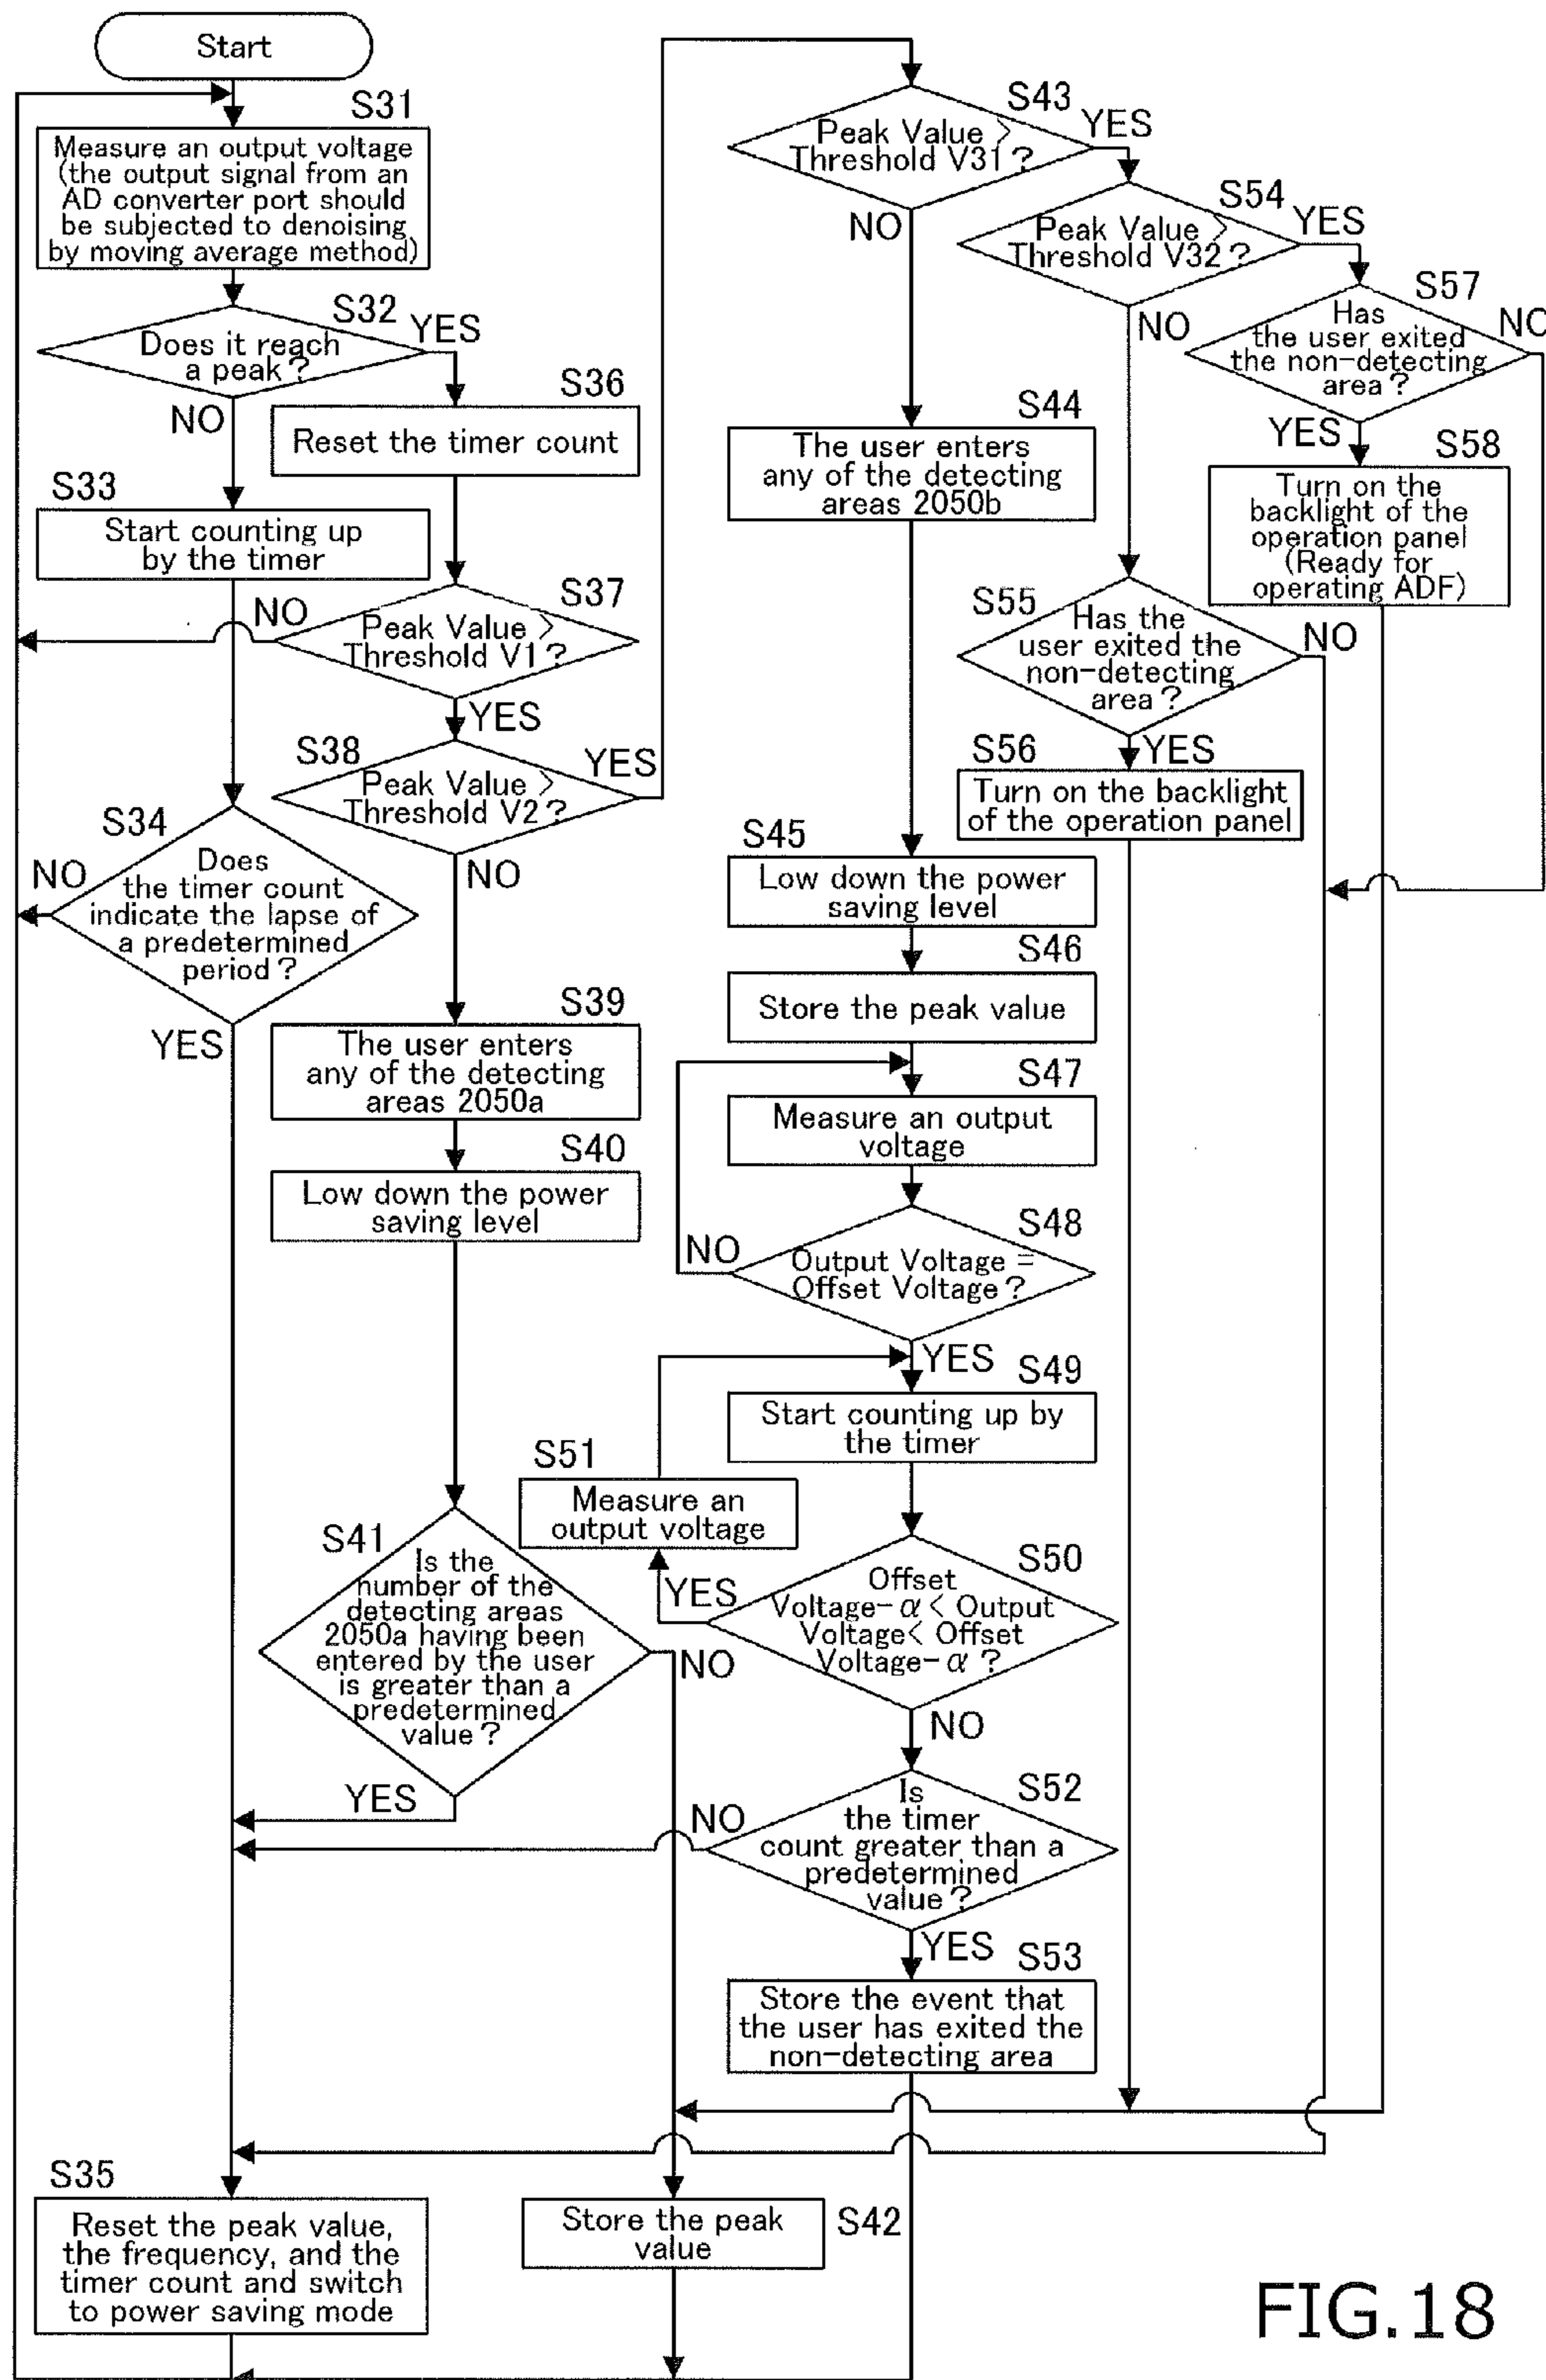 Start
S31
Measure an output voltage
(the output signal from an
AD converter port should
be subjected to denoising
by moving average method)
S32
YES
Does it reach
a peak?
NO
S36
Reset the timer count
S33
Start counting up
by the timer
S37
NO
Peak Value >
Threshold V1?
YES
S38
YES
Peak Value >
Threshold V2?
NO
S34
NO
Does
the timer count
indicate the lapse of
a predetermined
period?
YES
S39
The user enters
any of the detecting
areas 2050a
S40
Low down the power
saving level
S41
Is the
number of the
detecting areas
2050a having been
entered by the user
is greater than a
predetermined
value?
NO
YES
S35
Reset the peak value,
the frequency, and the
timer count and switch
to power saving mode
Store the peak
value
S42
S43
YES
Peak Value >
Threshold V31?
NO
S44
The user enters
any of the detecting
areas 2050b
S45
Low down the power
saving level
S46
Store the peak value
S47
Measure an output
voltage
S48
NO
Output Voltage =
Offset Voltage?
YES
S49
Start counting up by
the timer
S51
Measure an
output voltage
S50
YES
Offset
Voltage-α< Output
Voltage< Offset
Voltage-α?
NO
S52
NO
Is
the timer
count greater than a
predetermined
value?
YES
S53
Store the event that
the user has exited the
non-detecting area
S54
YES
Peak Value >
Threshold V32?
NO
S55
Has the
user exited the
non-detecting
area?
NO
YES
S56
Turn on the backlight
of the operation panel
S57
NO
Has
the user exited
the non-detecting
area?
YES
S58
Turn on the
backlight of the
operation panel
(Ready for
operating ADF)
FIG.18